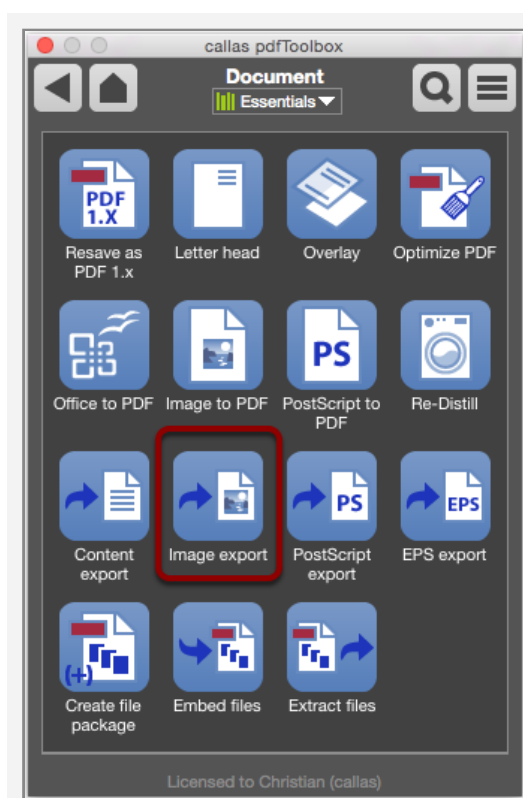 callas pdfToolbox
Document
Essentials
PDF
1.X
Resave as
PDF 1.x
Letter head
Overlay
Optimize PDF
Office to PDF
Image to PDF
PS
PostScript to
PDF
Re-Distill
Content
export
Image export
PS
PostScript
export
EPS
EPS export
(+)
Create file
package
Embed files
Extract files
Licensed to Christian (callas)